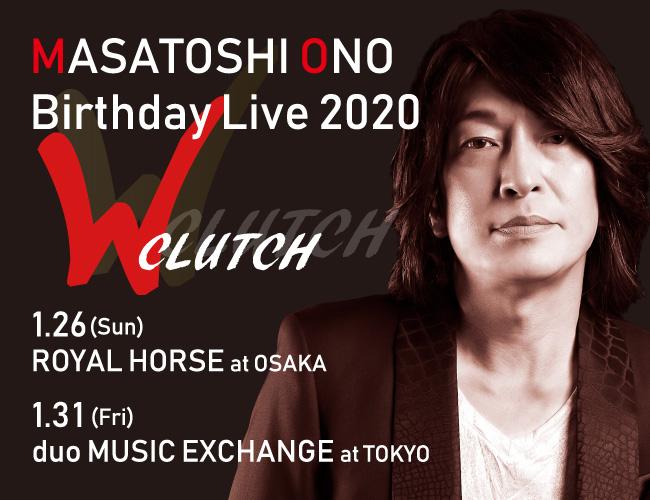 MASATOSHI ONO
Birthday Live 2020
W
CLUTCH
1.26 (Sun)
ROYAL HORSE at OSAKA
1.31 (Fri)
duo MUSIC EXCHANGE at TOKYO